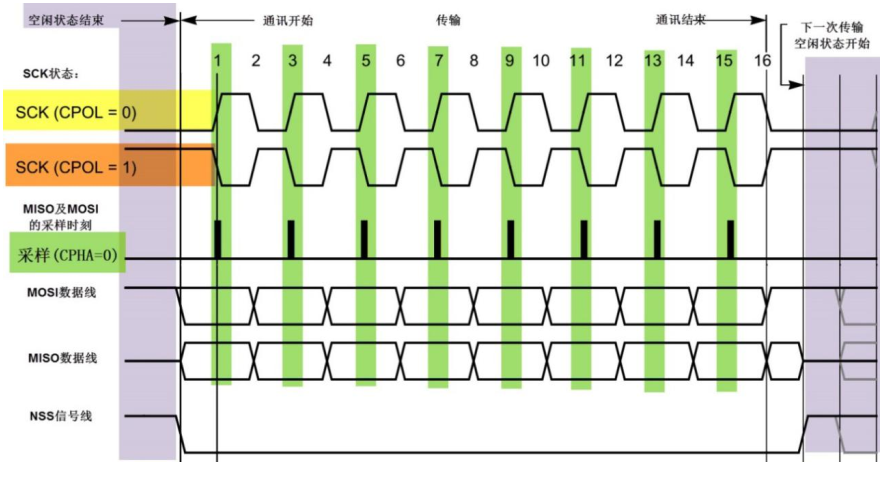 空闲状态结束
通讯开始
传输
通讯结束
下一次传输
空闲状态开始
1 2 3 4 5 6 7 8 9 10 11 12 13 14 15 16
SCK状态：
SCK (CPOL = 0)
SCK (CPOL = 1)
MISO及MOSI
的采样时刻
采样(CPHA=0)
MOSI数据线
MISO数据线
NSS信号线